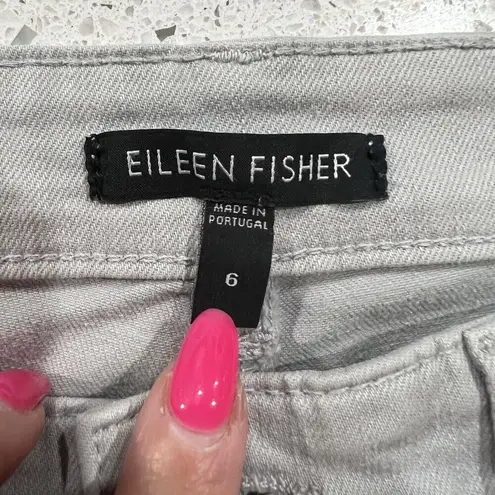 EILEEN FISHER
MADE IN
PORTUGAL
6